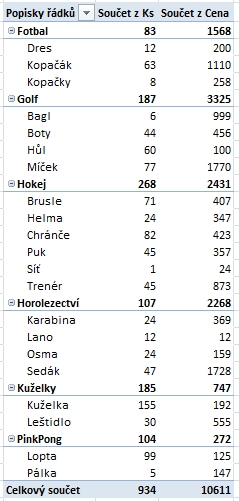 Popisky řádků Součet z Ks Součet z Cena
Fotbal 83 1568
Dres 12 200
Kopačák 63 1110
Kopačky 8 258
Golf 187 3325
Bagl 6 999
Boty 44 456
Hůl 60 100
Míček 77 1770
Hokej 268 2431
Brusle 71 407
Helma 24 347
Chránče 82 423
Puk 45 357
Síť 1 24
Trenér 45 873
Horolezectví 107 2268
Karabina 24 369
Lano 12 12
Osma 24 159
Sedák 47 1728
Kuželky 185 747
Kuželka 155 192
Leštidlo 30 555
PinkPong 104 272
Lopta 99 125
Pálka 5 147
Celkový součet 934 10611